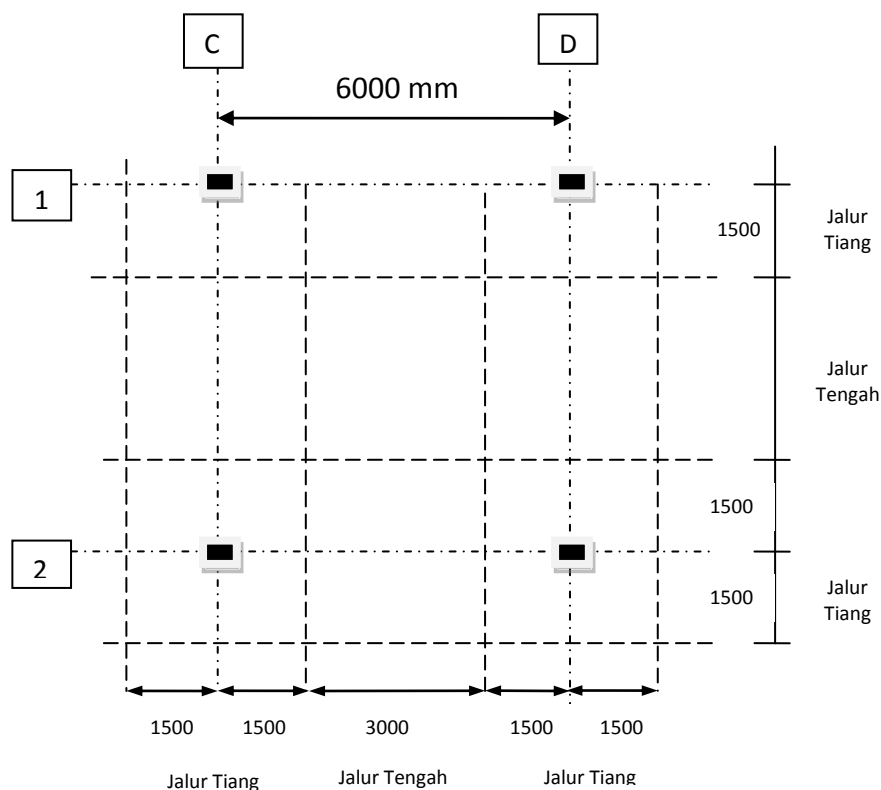 C
D
6000 mm
1
1500
Jalur
Tiang
Jalur
Tengah
1500
2
1500
Jalur
Tiang
1500
1500
3000
1500
1500
Jalur Tiang
Jalur Tengah
Jalur Tiang